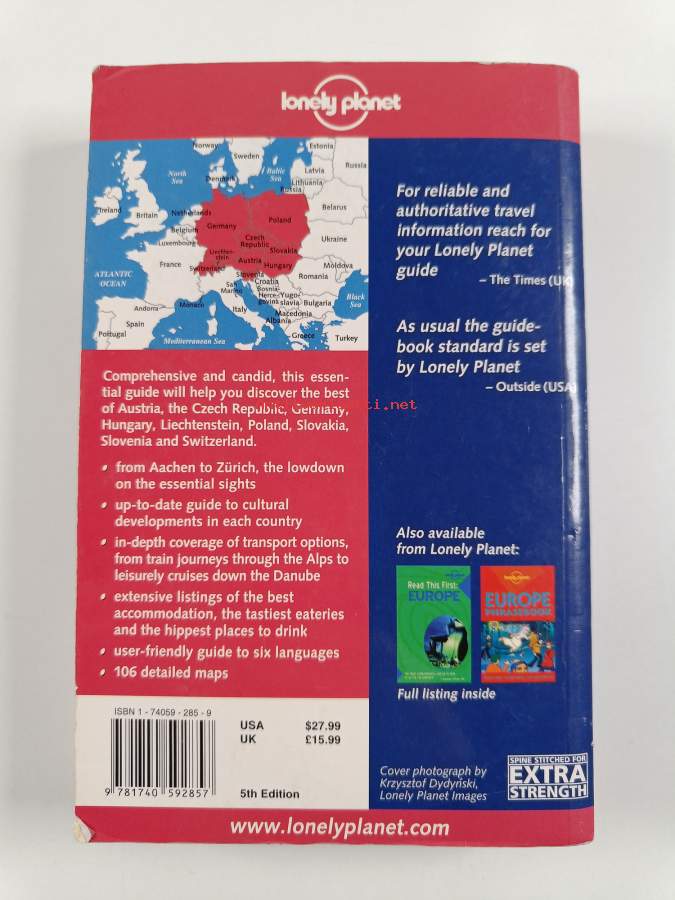 lonely planet
Norway
Sweden
Estonia
Latvia
Lithuania
Russia
Russia
North
Sea
Baltic
Sea
Denmark
Ireland
Britain
Netherlands
Belgium
Luxembourg
Germany
Poland
Belarus
Czech
Republic
Slovakia
Ukraine
Liechten-
stein
Austria
Hungary
Switzerland
France
Slovenia
Croatia
Moldova
Romania
ATLANTIC
OCEAN
San
Marino
Bosnia-
Herce-
govina
Yugo-
slavia
Bulgaria
Black
Sea
Monaco
Andorra
Italy
Macedonia
Albania
Spain
Portugal
Greece
Turkey
Mediterranean Sea
For reliable and
authoritative travel
information reach for
your Lonely Planet
guide
– The Times (UK)
As usual the guide-
book standard is set
by Lonely Planet
– Outside (USA)
Comprehensive and candid, this essen-
tial guide will help you discover the best
of Austria, the Czech Republic, Germany,
Hungary, Liechtenstein, Poland, Slovakia,
Slovenia and Switzerland.
• from Aachen to Zürich, the lowdown
on the essential sights
• up-to-date guide to cultural
developments in each country
• in-depth coverage of transport options,
from train journeys through the Alps to
leisurely cruises down the Danube
• extensive listings of the best
accommodation, the tastiest eateries
and the hippest places to drink
• user-friendly guide to six languages
• 106 detailed maps
Also available
from Lonely Planet:
Read This First:
EUROPE
EUROPE
PHRASEBOOK
Full listing inside
ISBN 1 - 74059 - 285 - 9
9 781740 592857
USA $27.99
UK £15.99
5th Edition
Cover photograph by
Krzysztof Dydyński,
Lonely Planet Images
SPINE STITCHED FOR
EXTRA
STRENGTH
www.lonelyplanet.com